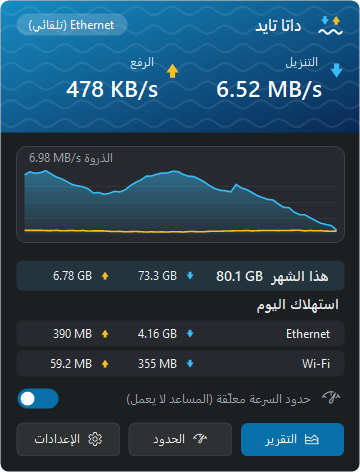 داتا تايد
Ethernet (تلقائي)
التنزيل
6.52 MB/s
الرفع
478 KB/s
الذروة 6.98 MB/s
هذا الشهر 80.1 GB 73.3 GB 6.78 GB
استهلاك اليوم
Ethernet 4.16 GB 390 MB
Wi-Fi 355 MB 59.2 MB
حدود السرعة معلّقة (المساعد لا يعمل)
التقرير
الحدود
الإعدادات